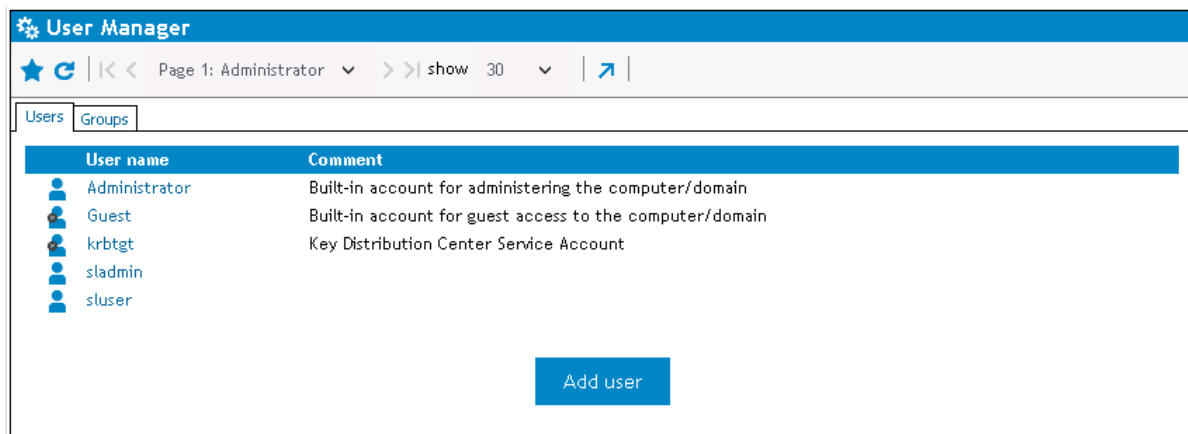 User Manager
Page 1: Administrator show 30
Users Groups
User name Comment
Administrator Built-in account for administering the computer/domain
Guest Built-in account for guest access to the computer/domain
krbtgt Key Distribution Center Service Account
sladmin
sluser
Add user